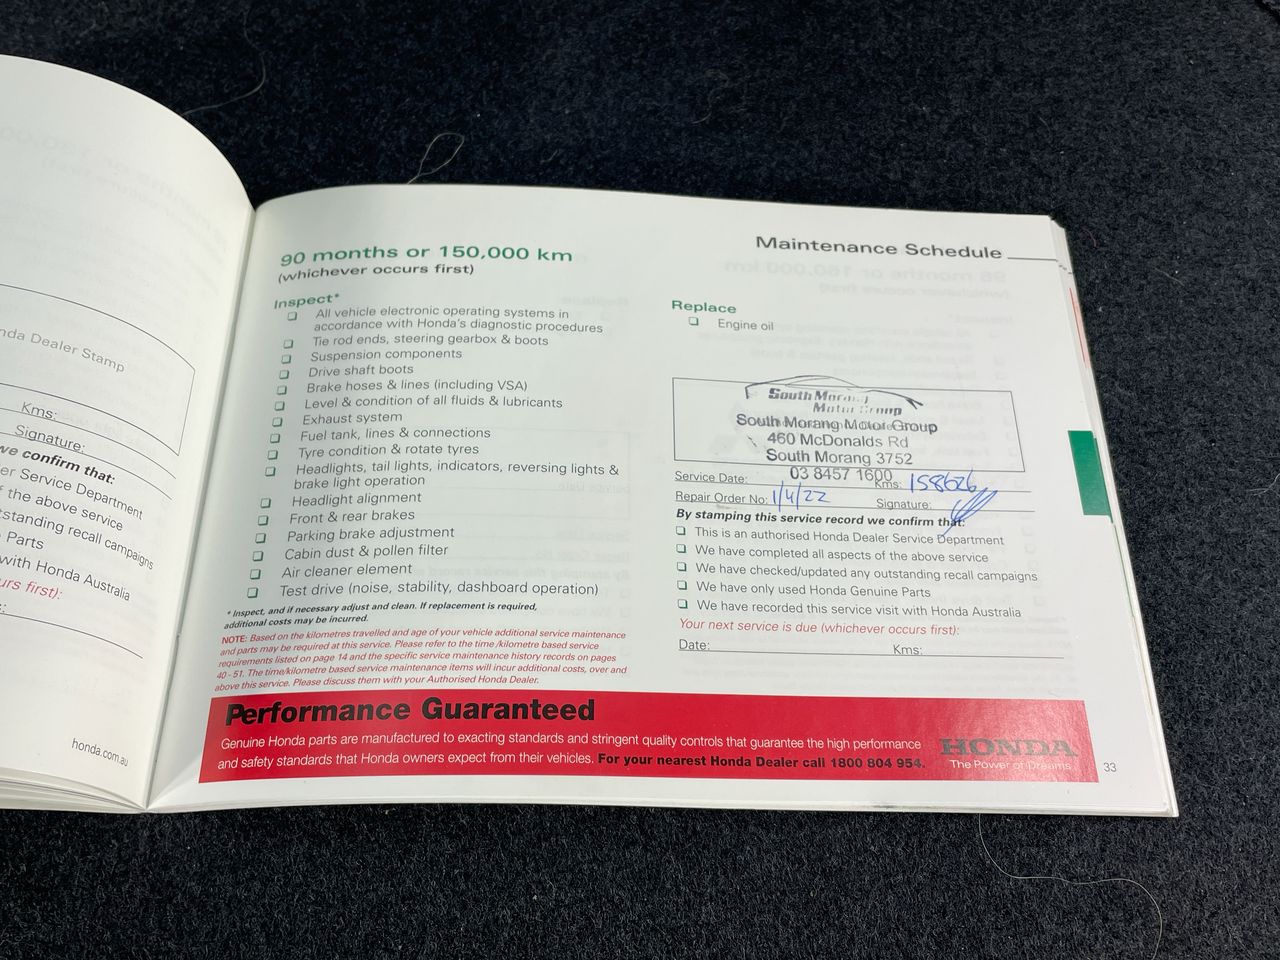 nda Dealer Stamp
Kms:
Signature:
we confirm that:
er Service Department
f the above service
tstanding recall campaigns
Parts
with Honda Australia
urs first):
honda.com.au
Maintenance Schedule
90 months or 150,000 km
(whichever occurs first)
Inspect*
All vehicle electronic operating systems in
accordance with Honda's diagnostic procedures
Tie rod ends, steering gearbox & boots
Suspension components
Drive shaft boots
Brake hoses & lines (including VSA)
Level & condition of all fluids & lubricants
Exhaust system
Fuel tank, lines & connections
Tyre condition & rotate tyres
Headlights, tail lights, indicators, reversing lights &
brake light operation
Headlight alignment
Front & rear brakes
Parking brake adjustment
Cabin dust & pollen filter
Air cleaner element
Test drive (noise, stability, dashboard operation)
* Inspect, and if necessary adjust and clean. If replacement is required,
additional costs may be incurred.
NOTE: Based on the kilometres travelled and age of your vehicle additional service maintenance
and parts may be required at this service. Please refer to the time /kilometre based service
requirements listed on page 14 and the specific service maintenance history records on pages
40 - 51. The time/kilometre based service maintenance items will incur additional costs, over and
above this service. Please discuss them with your Authorised Honda Dealer.
Replace
Engine oil
South Morang
Motor Group
South Morang Motor Group
460 McDonalds Rd
South Morang 3752
03 8457 1600
Service Date: Kms: 158626
Repair Order No: 1/4/22 Signature:
By stamping this service record we confirm that:
This is an authorised Honda Dealer Service Department
We have completed all aspects of the above service
We have checked/updated any outstanding recall campaigns
We have only used Honda Genuine Parts
We have recorded this service visit with Honda Australia
Your next service is due (whichever occurs first):
Date: Kms:
Performance Guaranteed
Genuine Honda parts are manufactured to exacting standards and stringent quality controls that guarantee the high performance
and safety standards that Honda owners expect from their vehicles. For your nearest Honda Dealer call 1800 804 954.
HONDA
The Power of Dreams
33